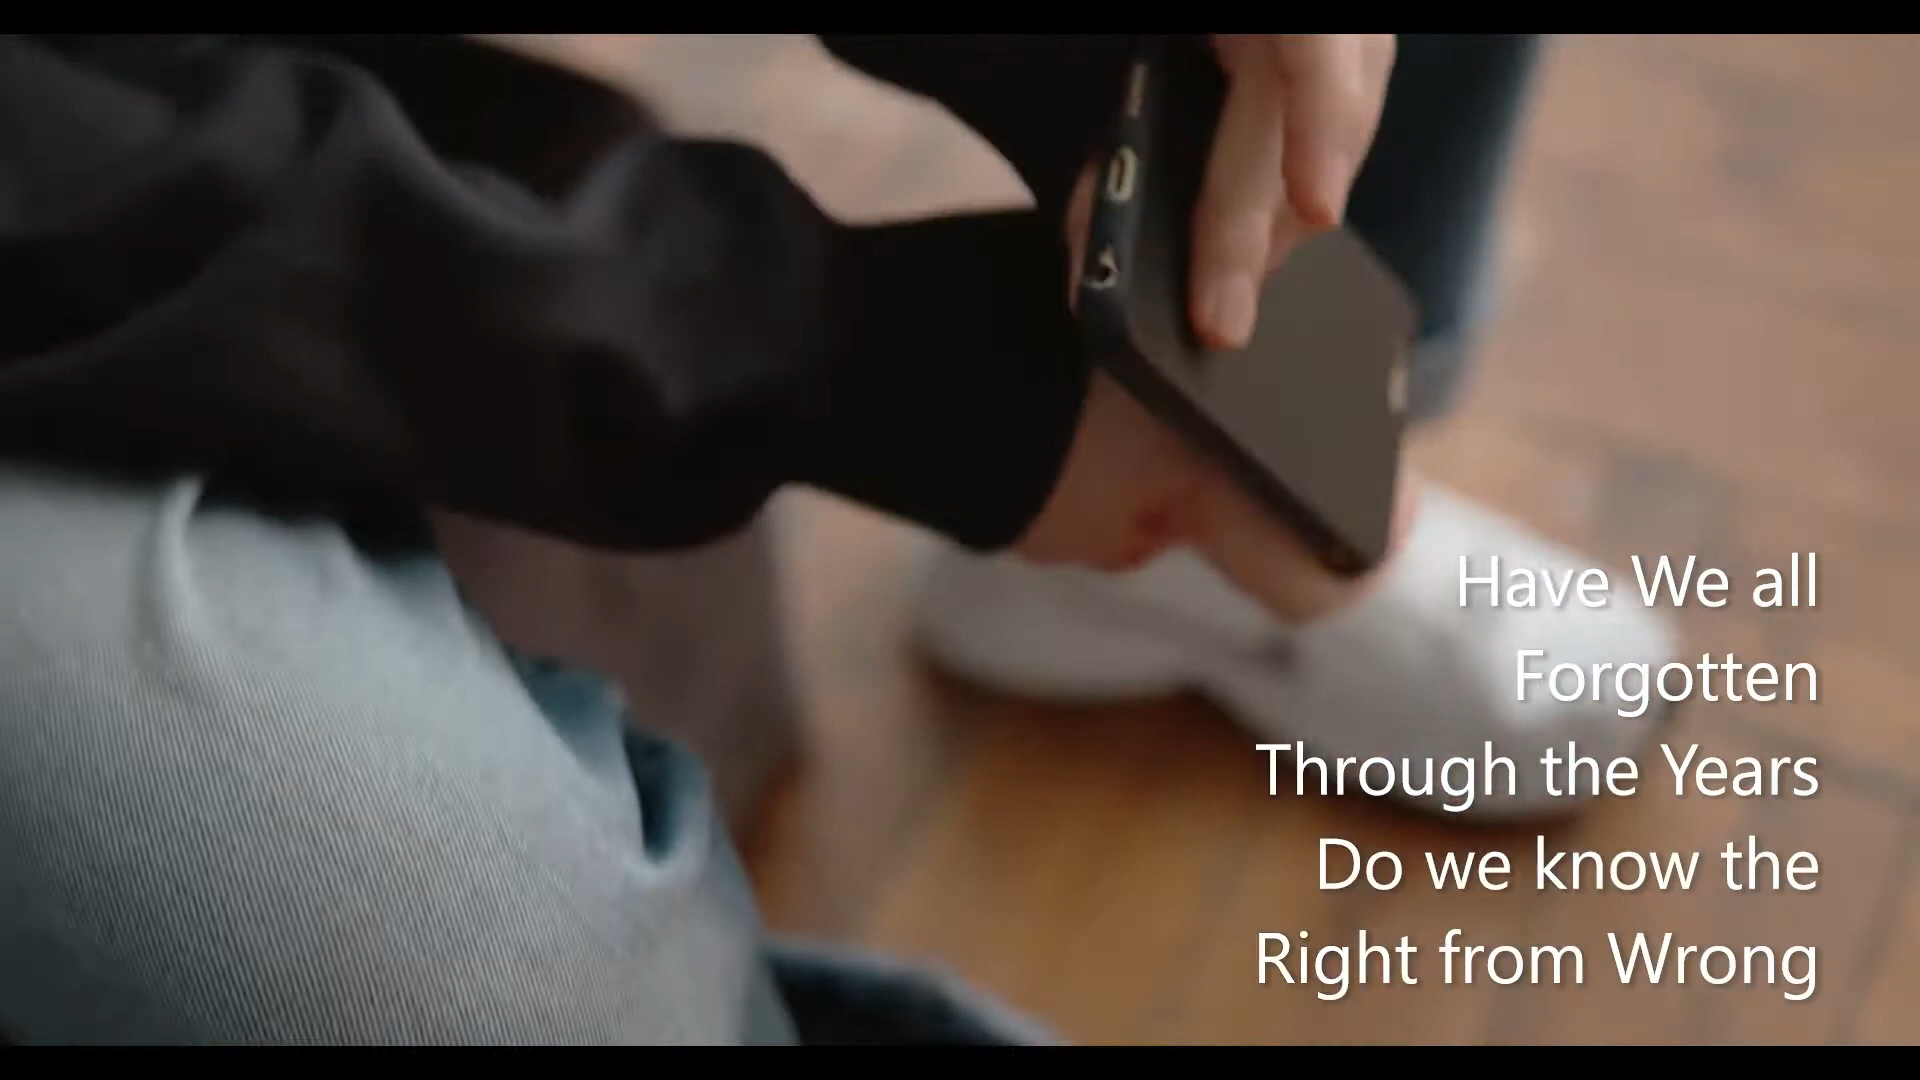 Have We all
Forgotten
Through the Years
Do we know the
Right from Wrong